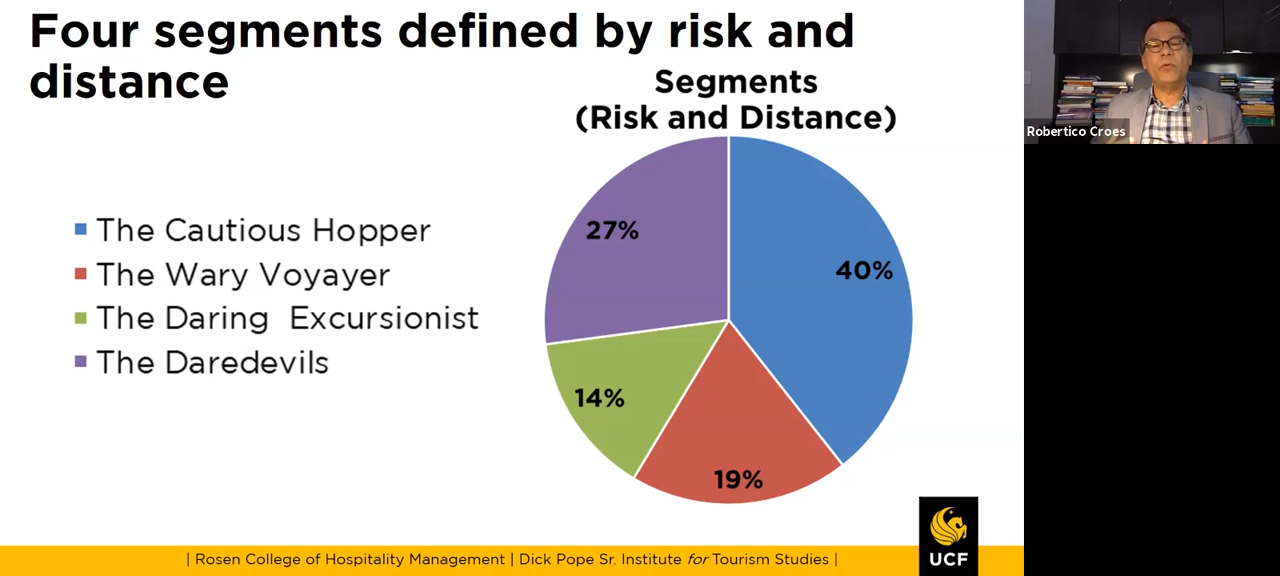 Four segments defined by risk and
distance
Segments
(Risk and Distance)
The Cautious Hopper
The Wary Voyayer
The Daring  Excursionist
The Daredevils
27%
40%
14%
19%
| Rosen College of Hospitality Management | Dick Pope Sr. Institute for Tourism Studies |
UCF
Robertico Croes